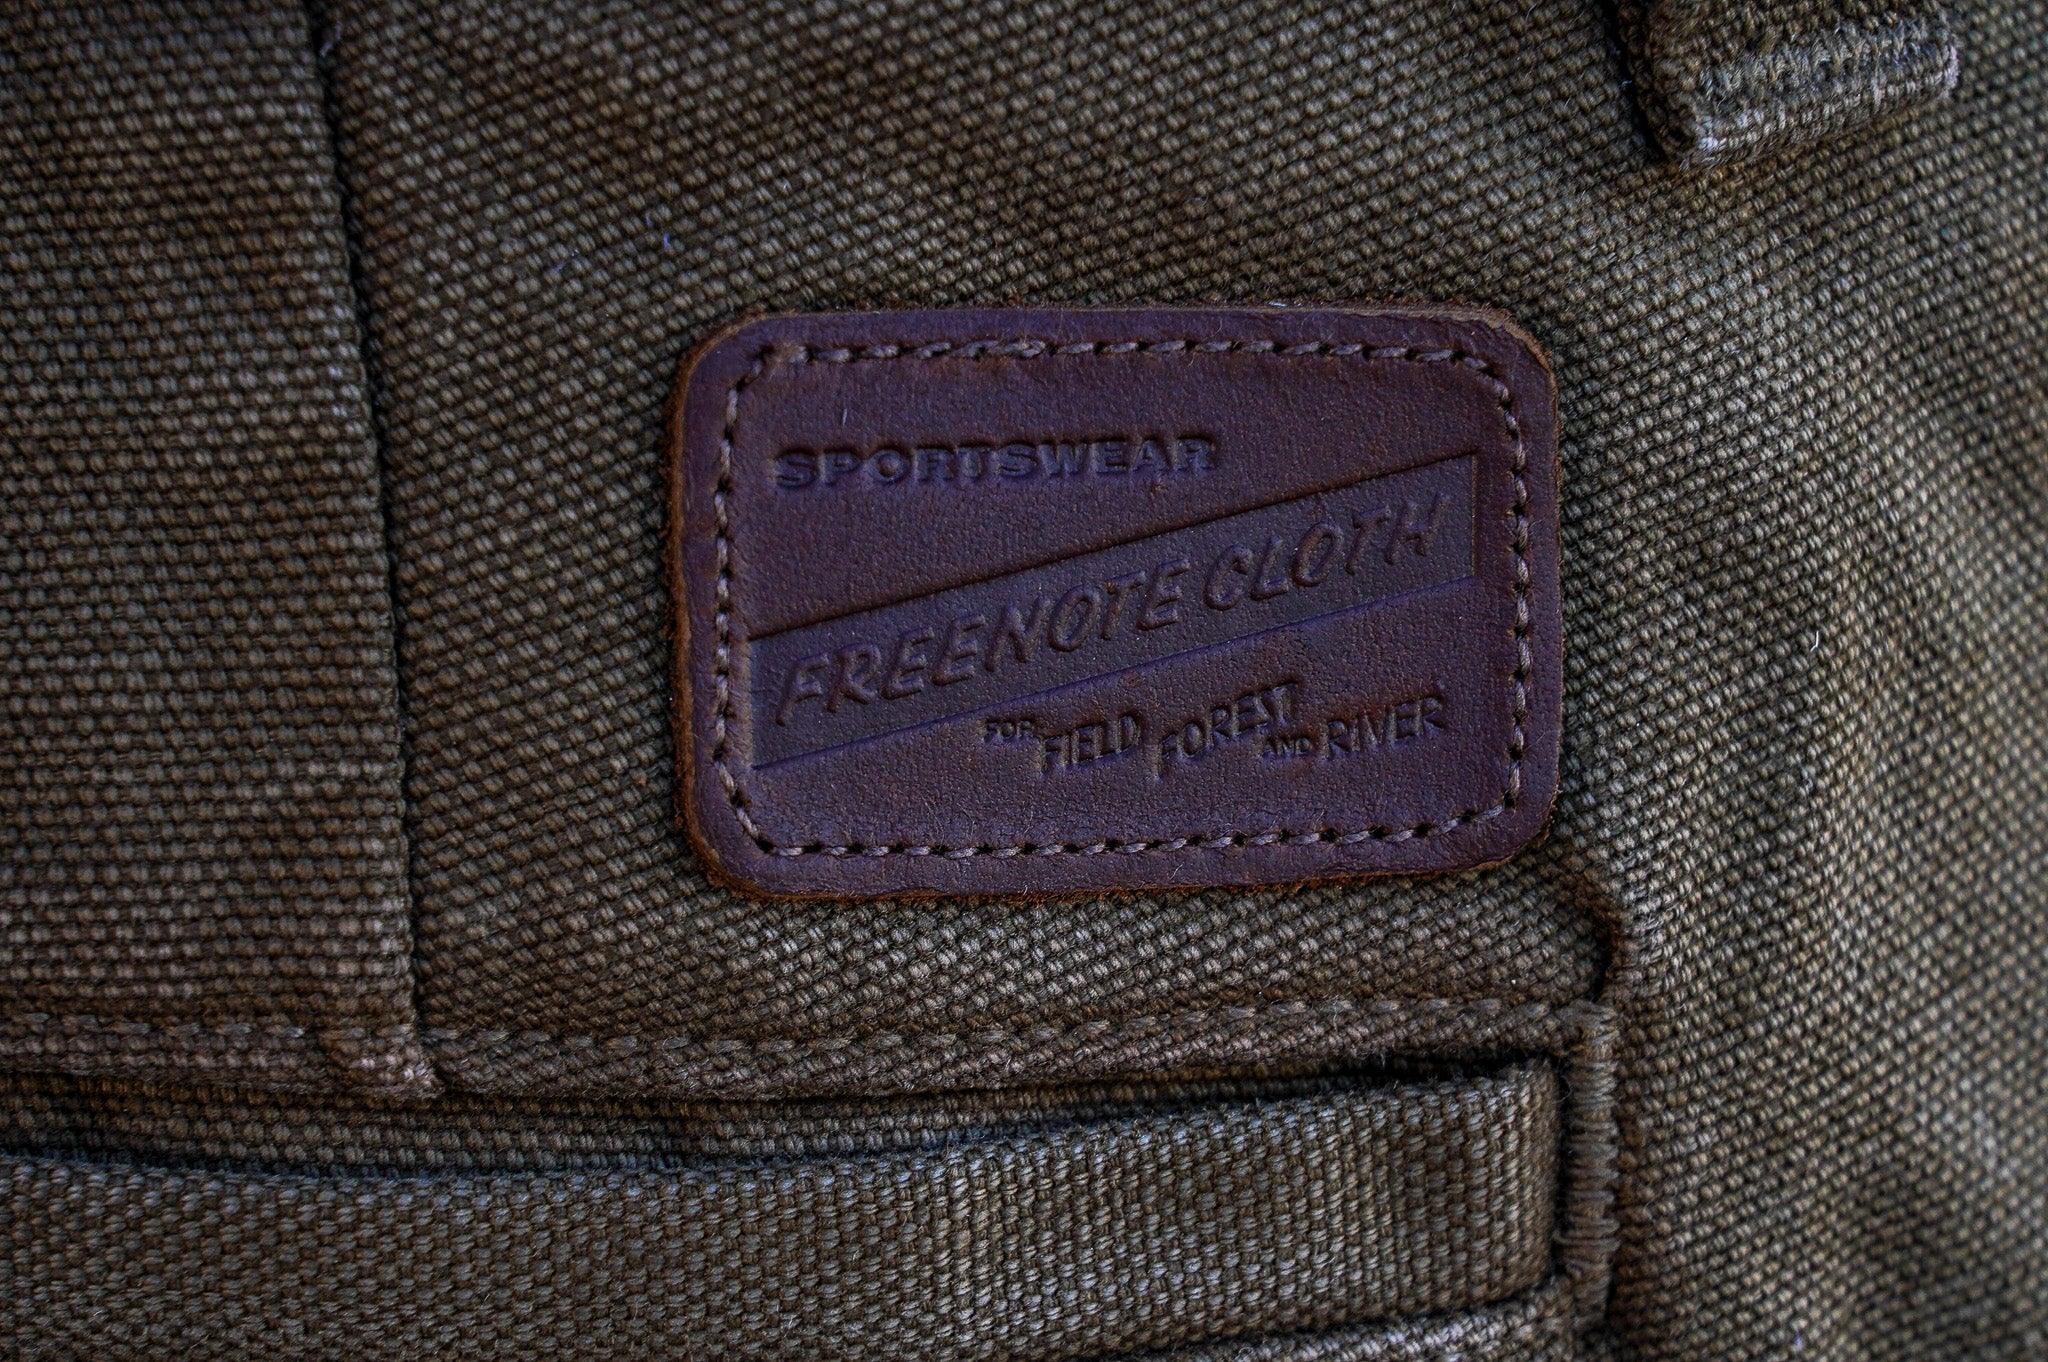 SPORTSWEAR
FREENOTE CLOTH
FOR FIELD FOREST AND RIVER